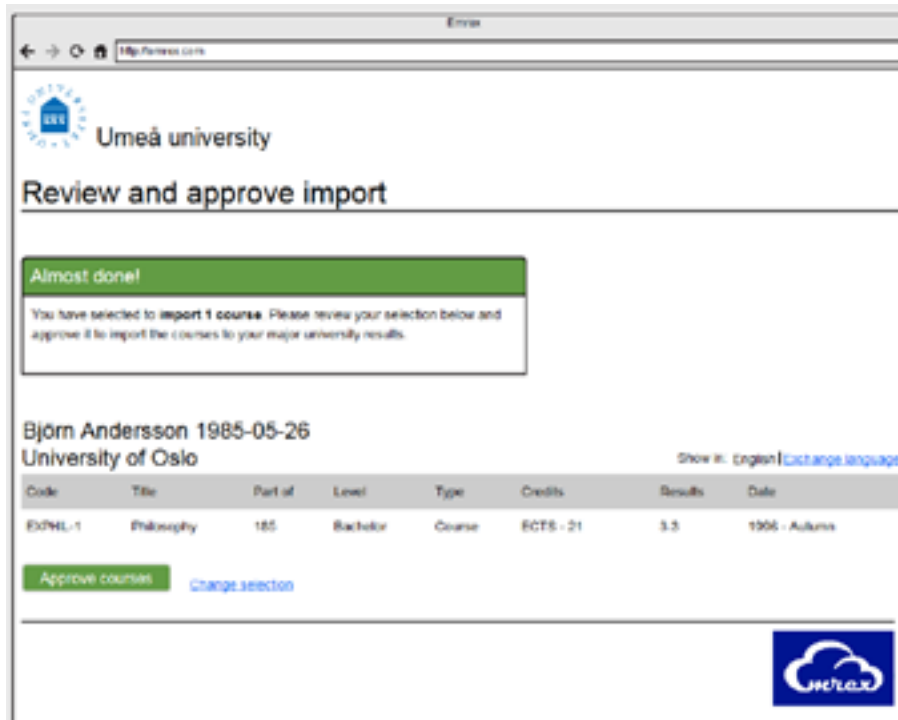 Emrex
Umeå university
Review and approve import
Almost done!
You have selected to import 1 course. Please review your selection below and
approve it to import the courses to your major university results.
Björn Andersson 1985-05-26
University of Oslo
Show in: English | Exchange language
Code Title Part of Level Type Credits Results Date
EXPHIL-1 Philosophy 185 Bachelor Course ECTS - 21 3.3 - Autumn
Approve courses Change selection
mrex